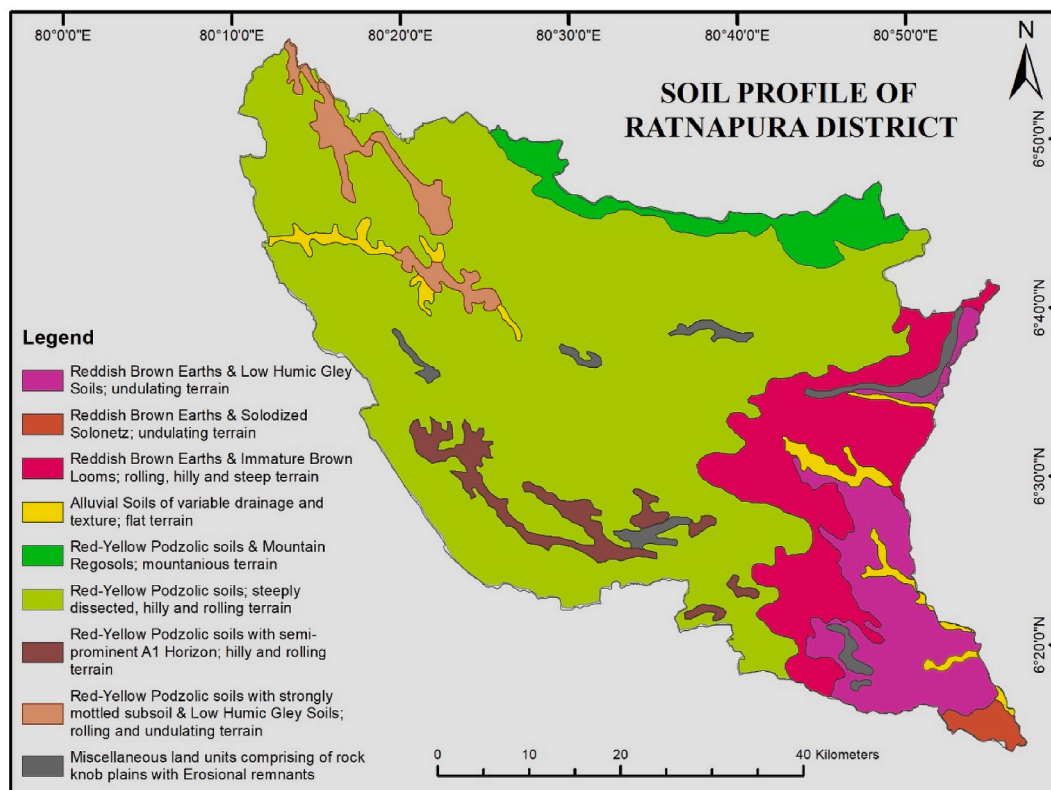 80°0'0"E 80°10'0"E 80°20'0"E 80°30'0"E 80°40'0"E 80°50'0"E
N
SOIL PROFILE OF
RATNAPURA DISTRICT
6°50'0"N
6°40'0"N
6°30'0"N
6°20'0"N
Legend
Reddish Brown Earths & Low Humic Gley
Soils; undulating terrain
Reddish Brown Earths & Solodized
Solonetz; undulating terrain
Reddish Brown Earths & Immature Brown
Looms; rolling, hilly and steep terrain
Alluvial Soils of variable drainage and
texture; flat terrain
Red-Yellow Podzolic soils & Mountain
Regosols; mountanious terrain
Red-Yellow Podzolic soils; steeply
dissected, hilly and rolling terrain
Red-Yellow Podzolic soils with semi-
prominent A1 Horizon; hilly and rolling
terrain
Red-Yellow Podzolic soils with strongly
mottled subsoil & Low Humic Gley Soils;
rolling and undulating terrain
Miscellaneous land units comprising of rock
knob plains with Erosional remnants
0 10 20 40 Kilometers